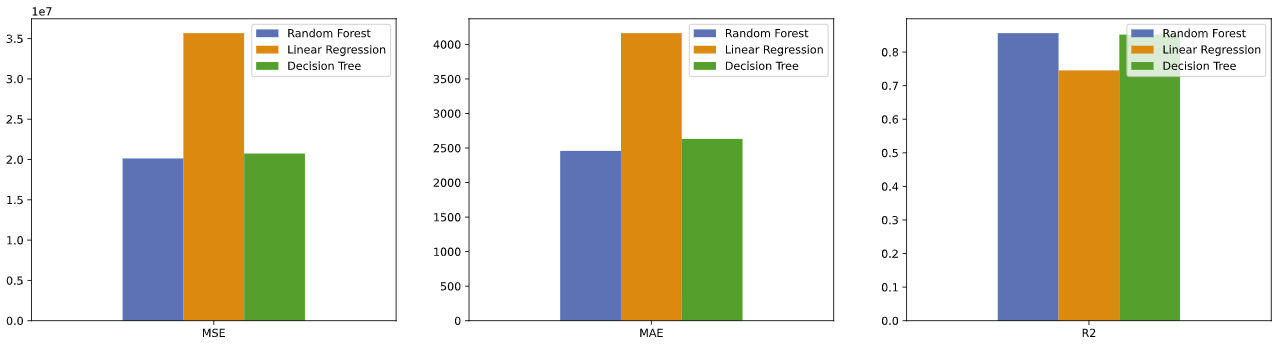 1e7
3.5
3.0
2.5
2.0
1.5
1.0
0.5
0.0
MSE
Random Forest
Linear Regression
Decision Tree
4000
3500
3000
2500
2000
1500
1000
500
0
MAE
Random Forest
Linear Regression
Decision Tree
0.8
0.7
0.6
0.5
0.4
0.3
0.2
0.1
0.0
R2
Random Forest
Linear Regression
Decision Tree